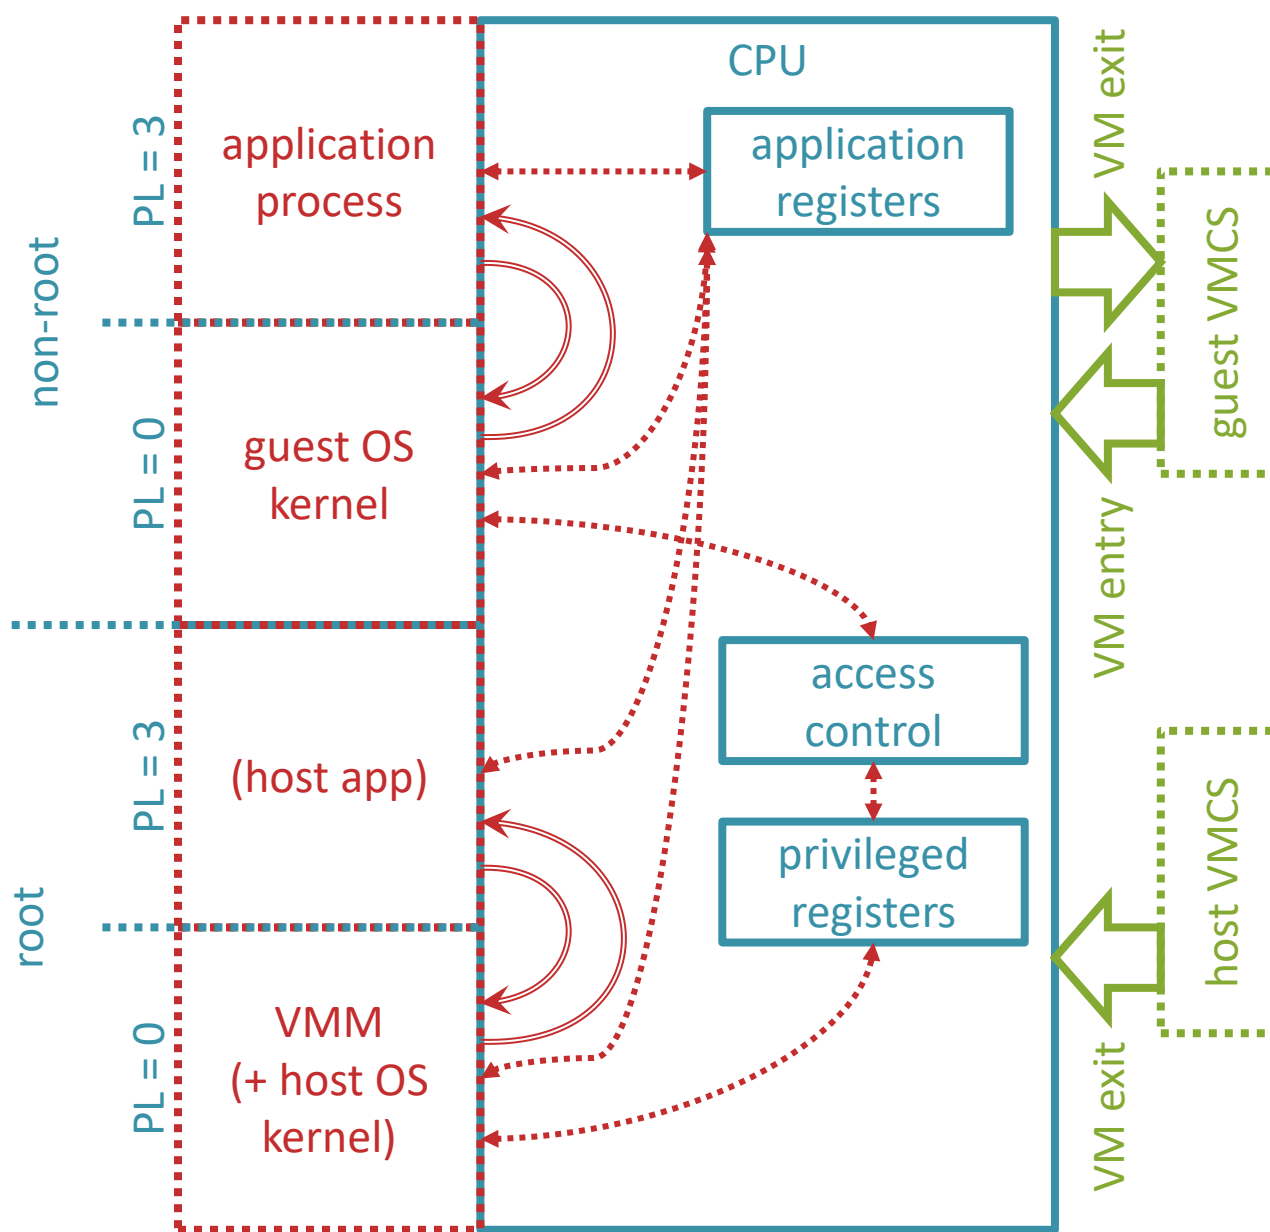 CPU
VM exit
PL = 3
application
process
application
registers
non-root
guest VMCS
PL = 0
guest OS
kernel
VM entry
access
control
PL = 3
(host app)
host VMCS
privileged
registers
root
PL = 0
VMM
(+ host OS
kernel)
VM exit